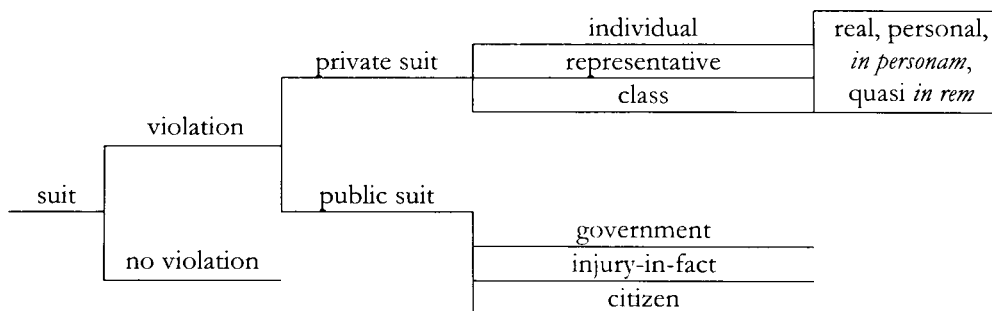 individual
real, personal,
private suit
representative
in personam,
class
quasi in rem
violation
suit
public suit
government
no violation
injury-in-fact
citizen